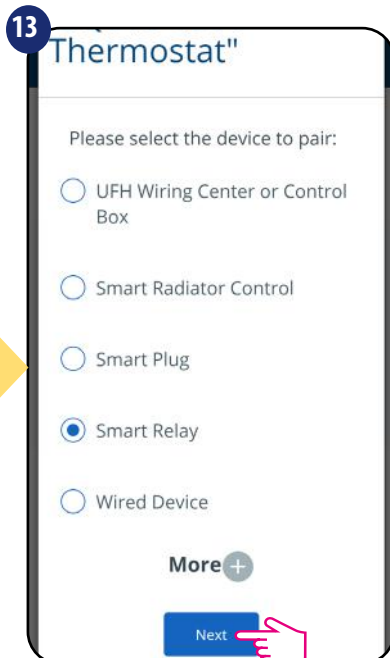 13
Thermostat"
Please select the device to pair:
UFH Wiring Center or Control
Box
Smart Radiator Control
Smart Plug
Smart Relay
Wired Device
More
Next